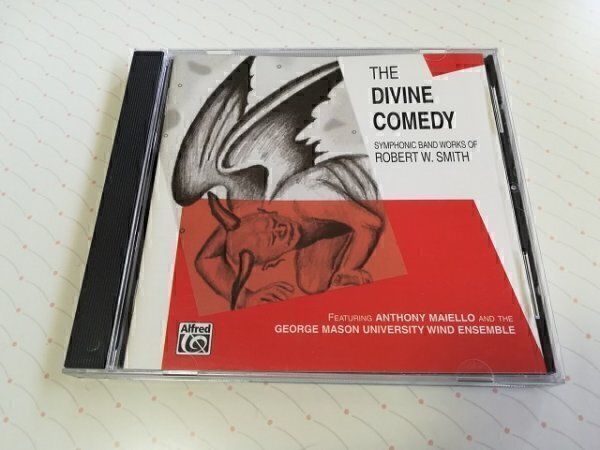 THE
DIVINE
COMEDY
SYMPHONIC BAND WORKS OF
ROBERT W. SMITH
FEATURING ANTHONY MAIELLO AND THE
GEORGE MASON UNIVERSITY WIND ENSEMBLE
Alfred